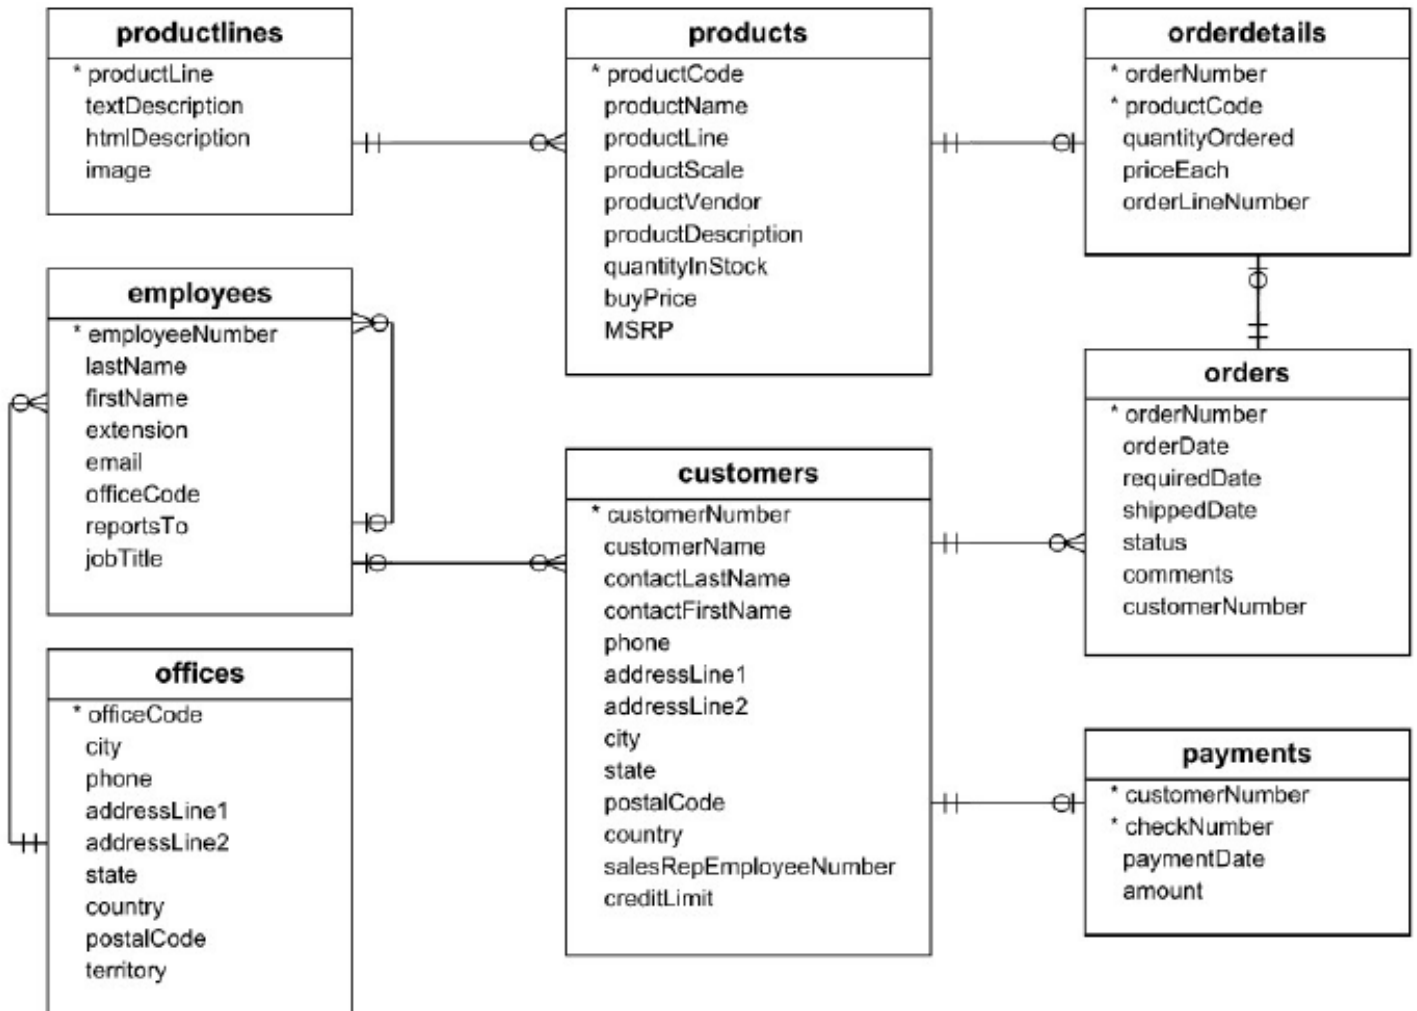 productlines
* productLine
textDescription
htmlDescription
image
products
* productCode
productName
productLine
productScale
productVendor
productDescription
quantityInStock
buyPrice
MSRP
orderdetails
* orderNumber
* productCode
quantityOrdered
priceEach
orderLineNumber
employees
* employeeNumber
lastName
firstName
extension
email
officeCode
reportsTo
jobTitle
customers
* customerNumber
customerName
contactLastName
contactFirstName
phone
addressLine1
addressLine2
city
state
postalCode
country
salesRepEmployeeNumber
creditLimit
orders
* orderNumber
orderDate
requiredDate
shippedDate
status
comments
customerNumber
offices
* officeCode
city
phone
addressLine1
addressLine2
state
country
postalCode
territory
payments
* customerNumber
* checkNumber
paymentDate
amount